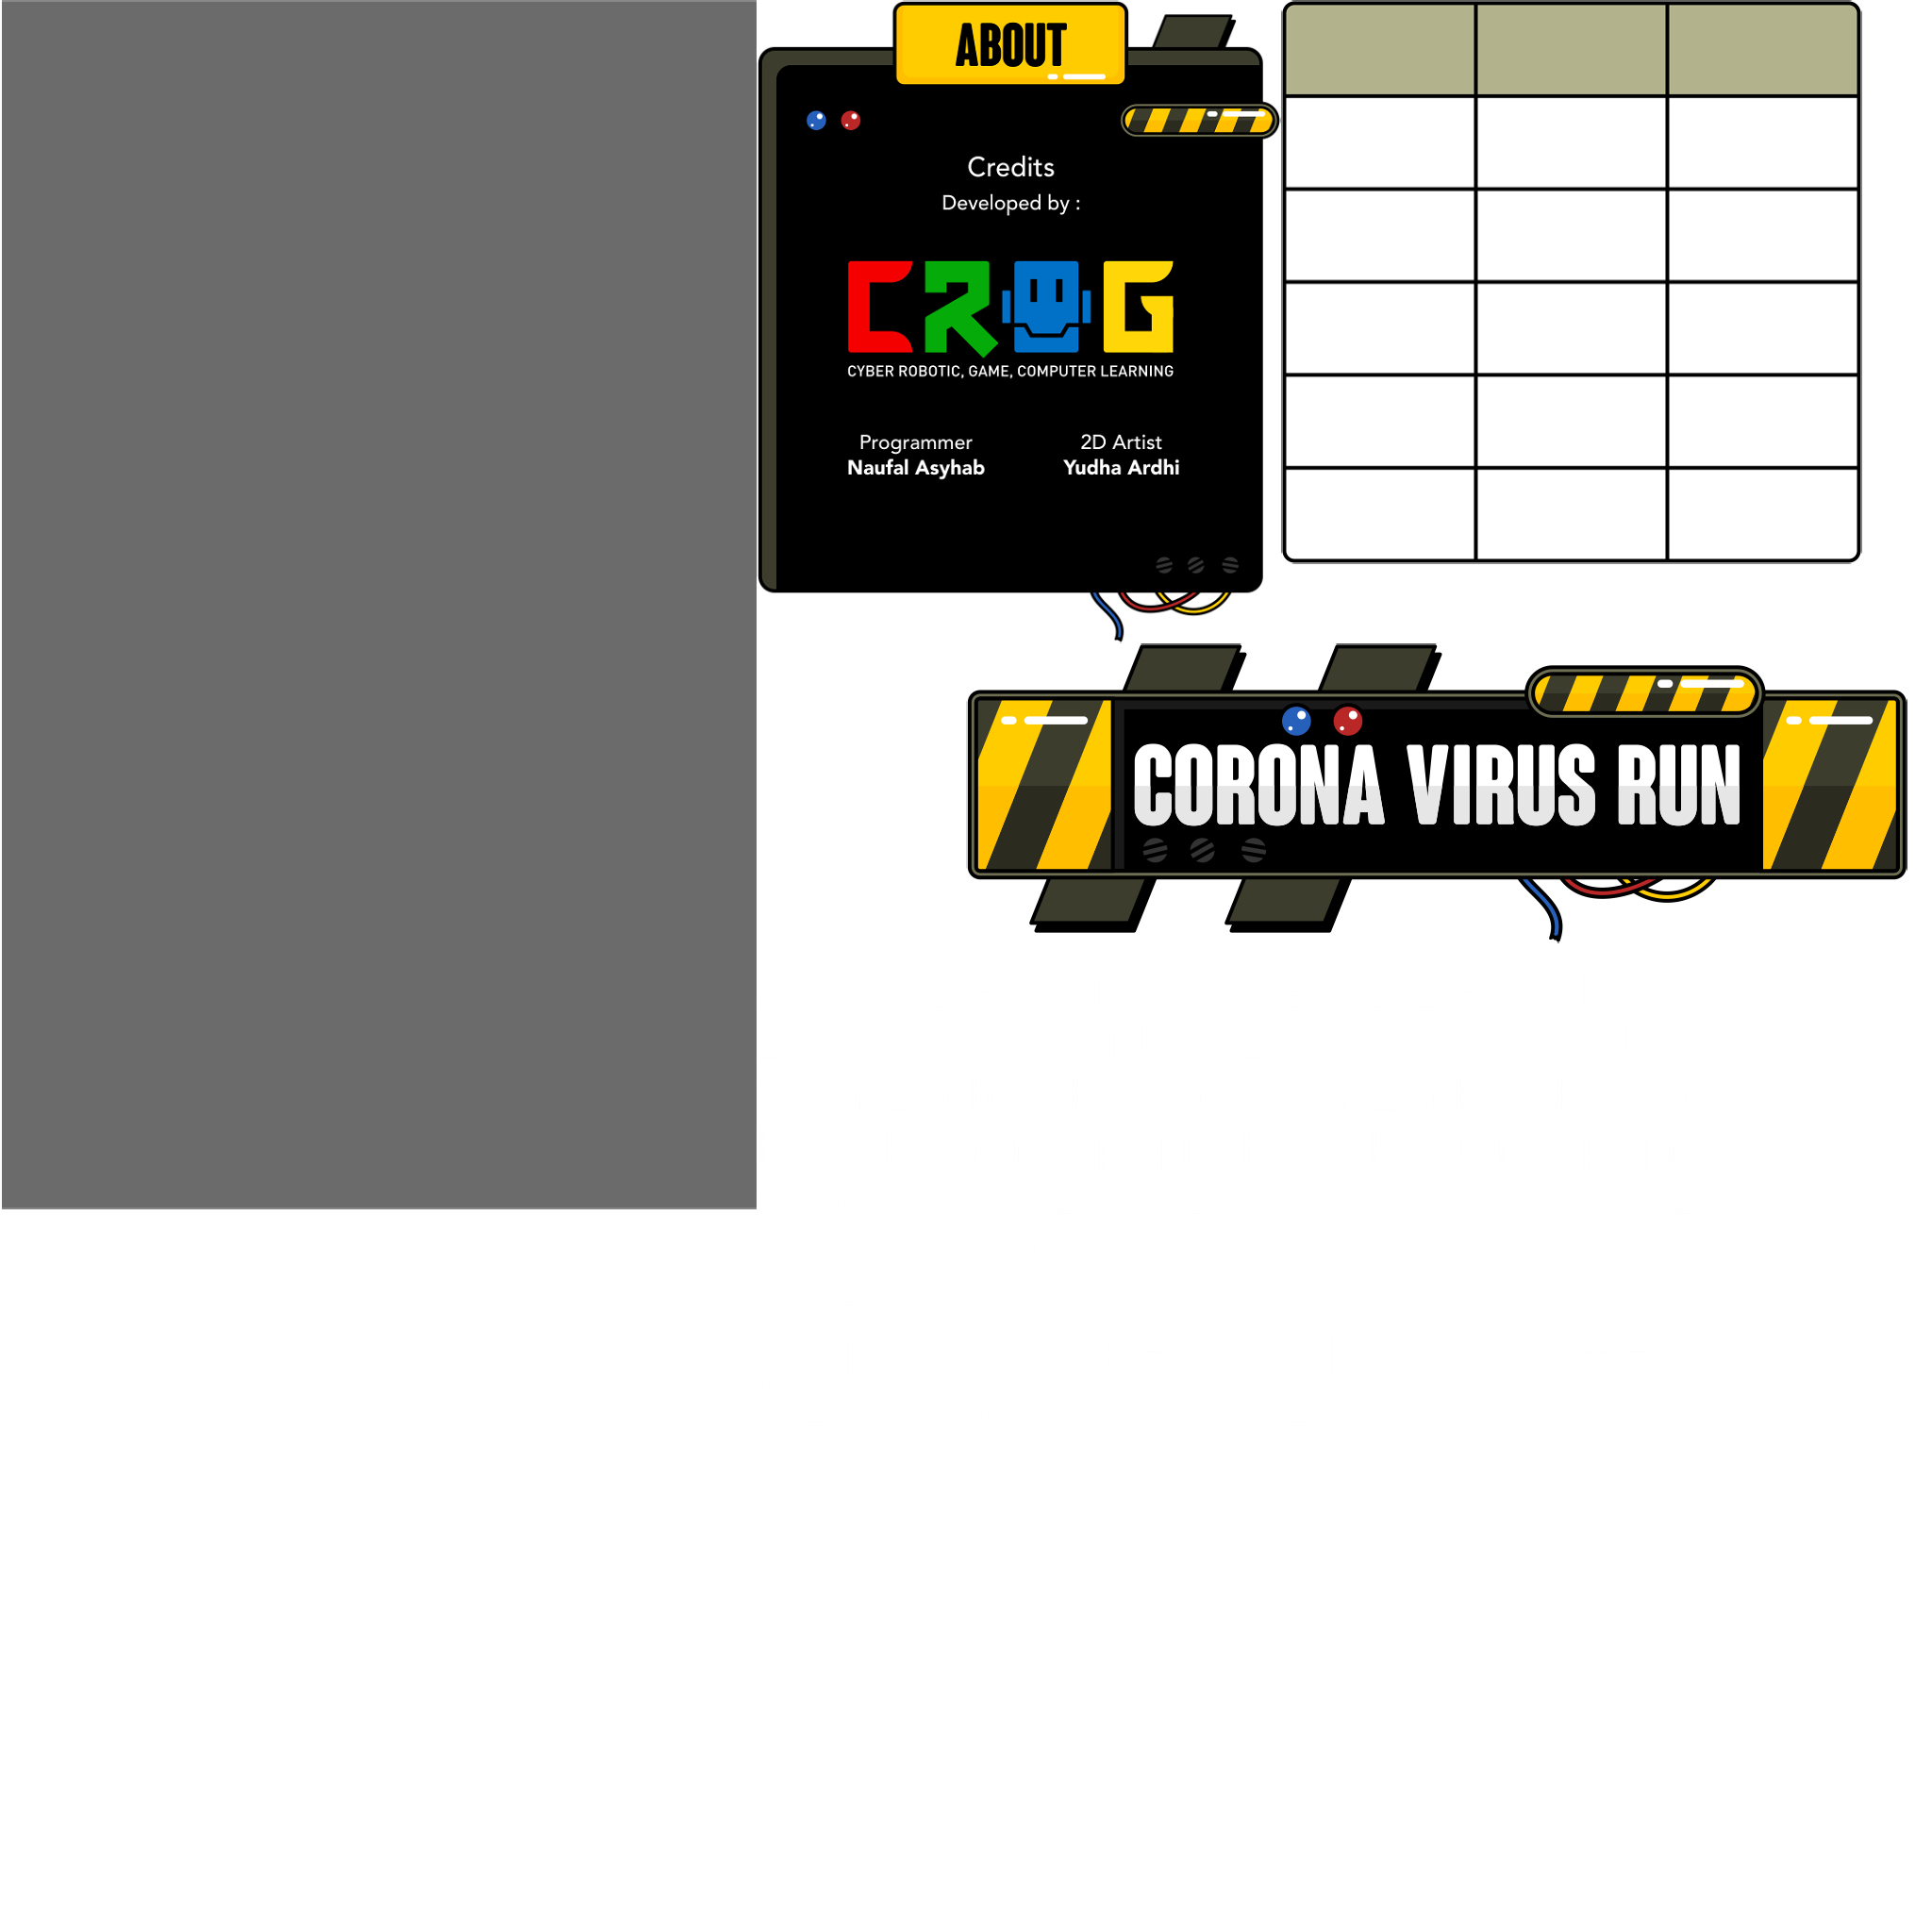 ABOUT
Credits
Developed by :
CROG
CYBER ROBOTIC, GAME, COMPUTER LEARNING
Programmer
Naufal Asyhab
2D Artist
Yudha Ardhi
CORONA VIRUS RUN